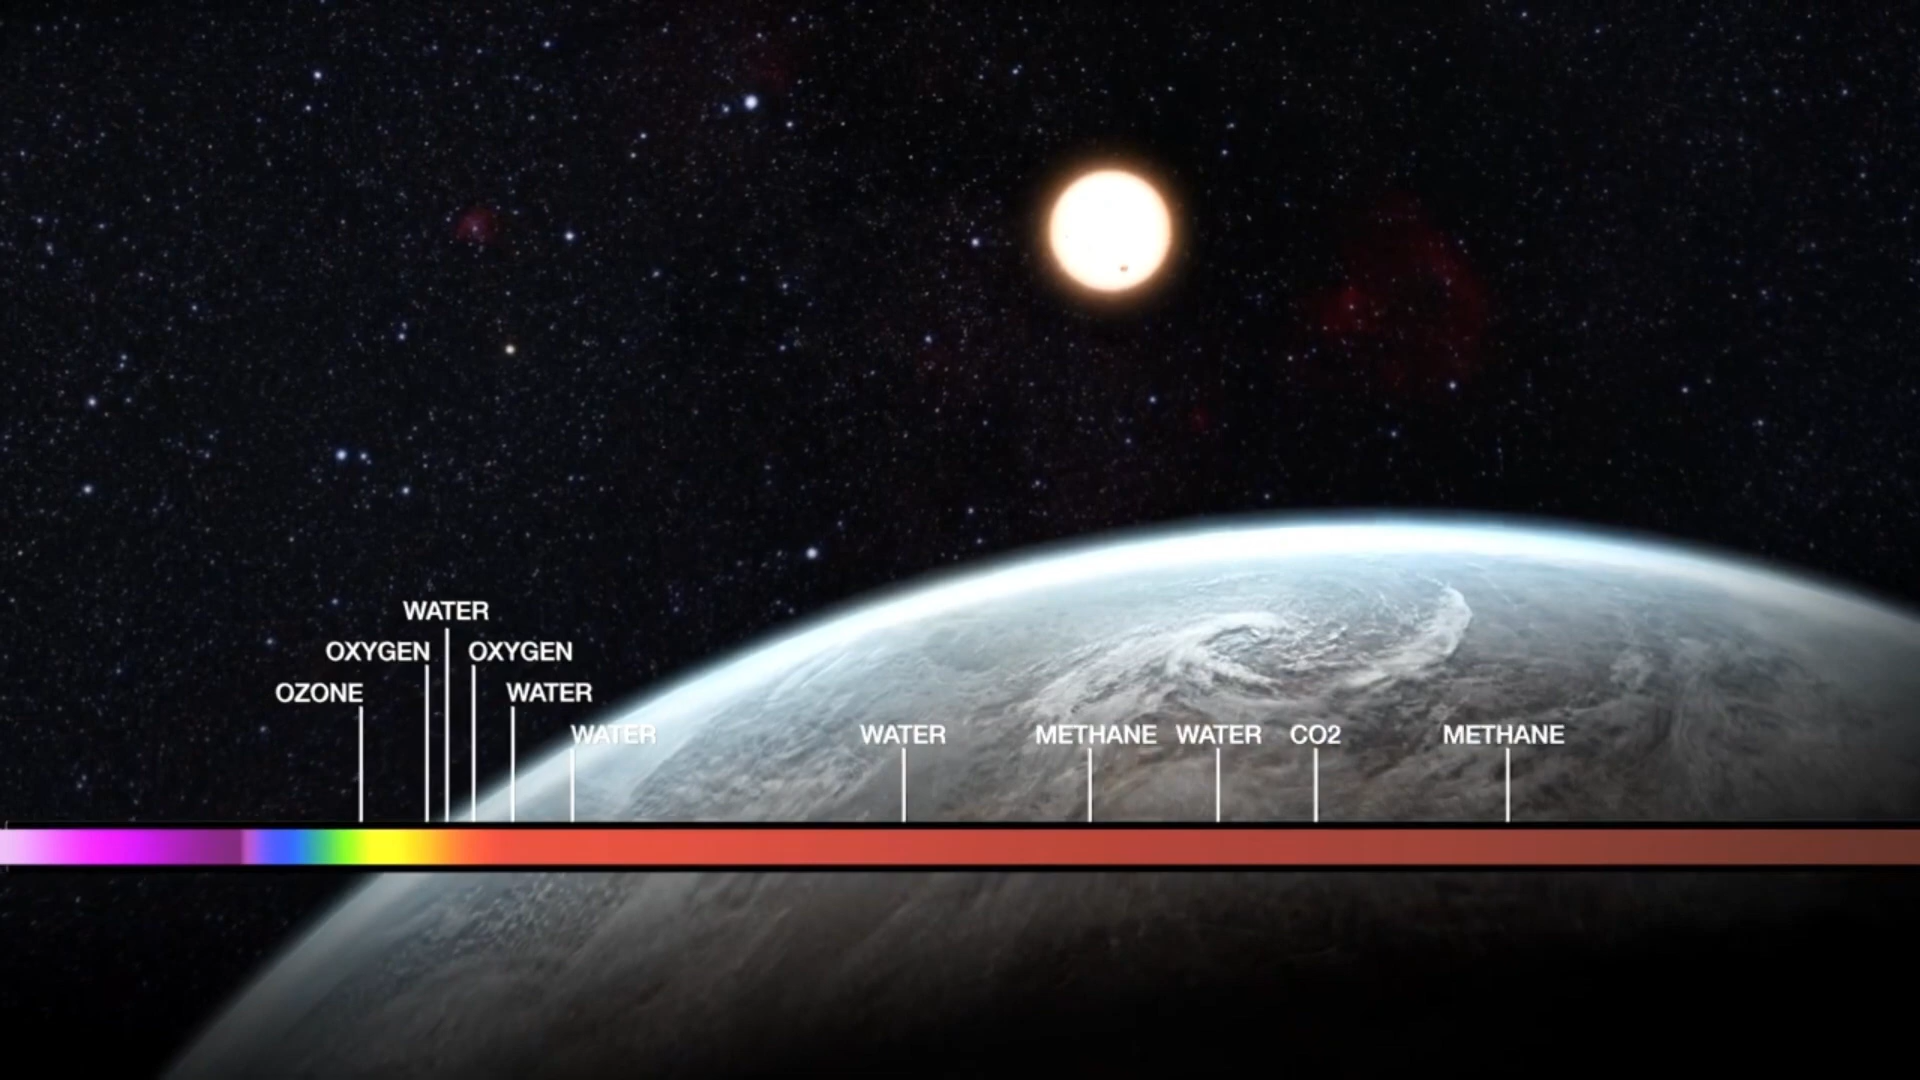 WATER
OXYGEN OXYGEN
OZONE WATER
WATER WATER METHANE WATER CO2 METHANE